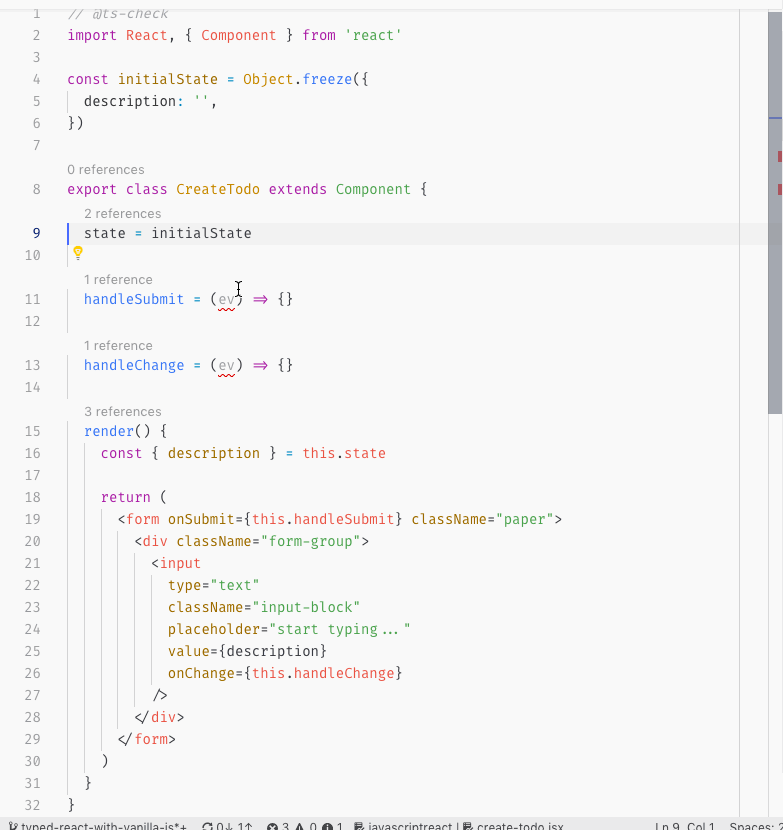 1 // @ts-check
2 import React, { Component } from 'react'
3
4 const initialState = Object.freeze({
5 description: '',
6 })
7
0 references
8 export class CreateTodo extends Component {
2 references
9 state = initialState
10
1 reference
11 handleSubmit = (ev) => {}
12
1 reference
13 handleChange = (ev) => {}
14
3 references
15 render() {
16 const { description } = this.state
17
18 return (
19 <form onSubmit={this.handleSubmit} className="paper">
20 <div className="form-group">
21 <input
22 type="text"
23 className="input-block"
24 placeholder="start typing..."
25 value={description}
26 onChange={this.handleChange}
27 />
28 </div>
29 </form>
30 )
31 }
32 }
typed-react-with-vanilla-js*+ 0↓ 1↑ 3 0 1 javascriptreact | create-todo.jsx Ln 9, Col 1 Spaces: 2